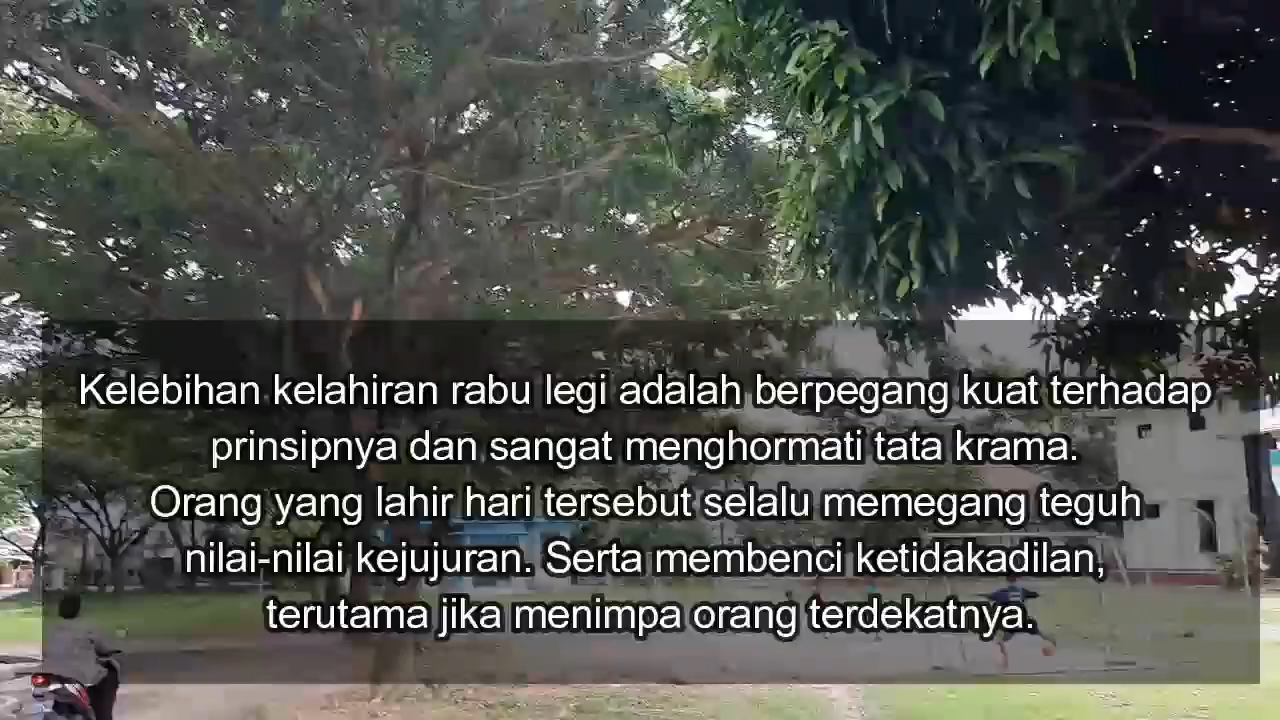 Kelebihan kelahiran rabu legi adalah berpegang kuat terhadap
prinsipnya dan sangat menghormati tata krama.
Orang yang lahir hari tersebut selalu memegang teguh
nilai-nilai kejujuran. Serta membenci ketidakadilan,
terutama jika menimpa orang terdekatnya.